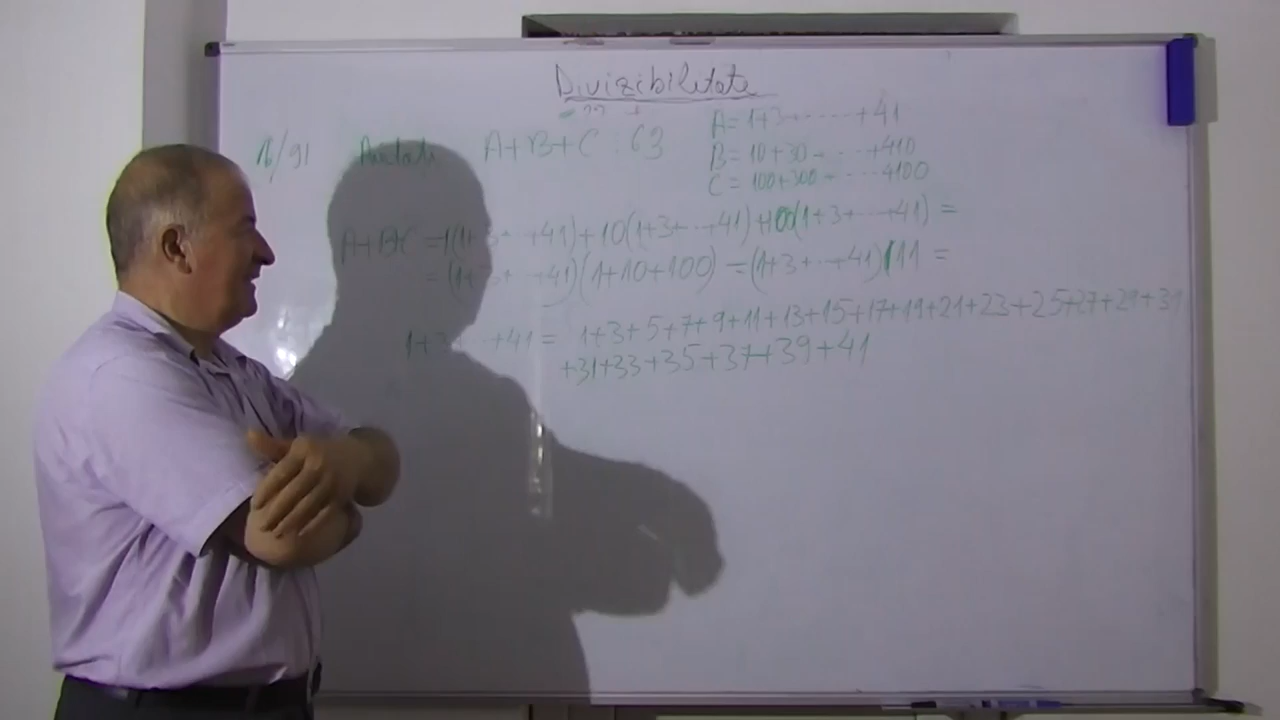 Divizibilitate
16/91 Aratati A+B+C ⋮ 63
A = 1+3+ ⋯ +41
B = 10+30+ ⋯ +410
C = 100+300+ ⋯ 4100
A+B+C = 1(1+3+ ⋯ +41)+10(1+3+ ⋯ 41)+100(1+3+ ⋯ +41) =
= (1+3+ ⋯ +41)(1+10+100) = (1+3+ ⋯ +41)111 =
1+3 ⋯ +41 = 1+3+5+7+9+11+13+15+17+19+21+23+25+27+29+31
+31+33+35+37+39+41